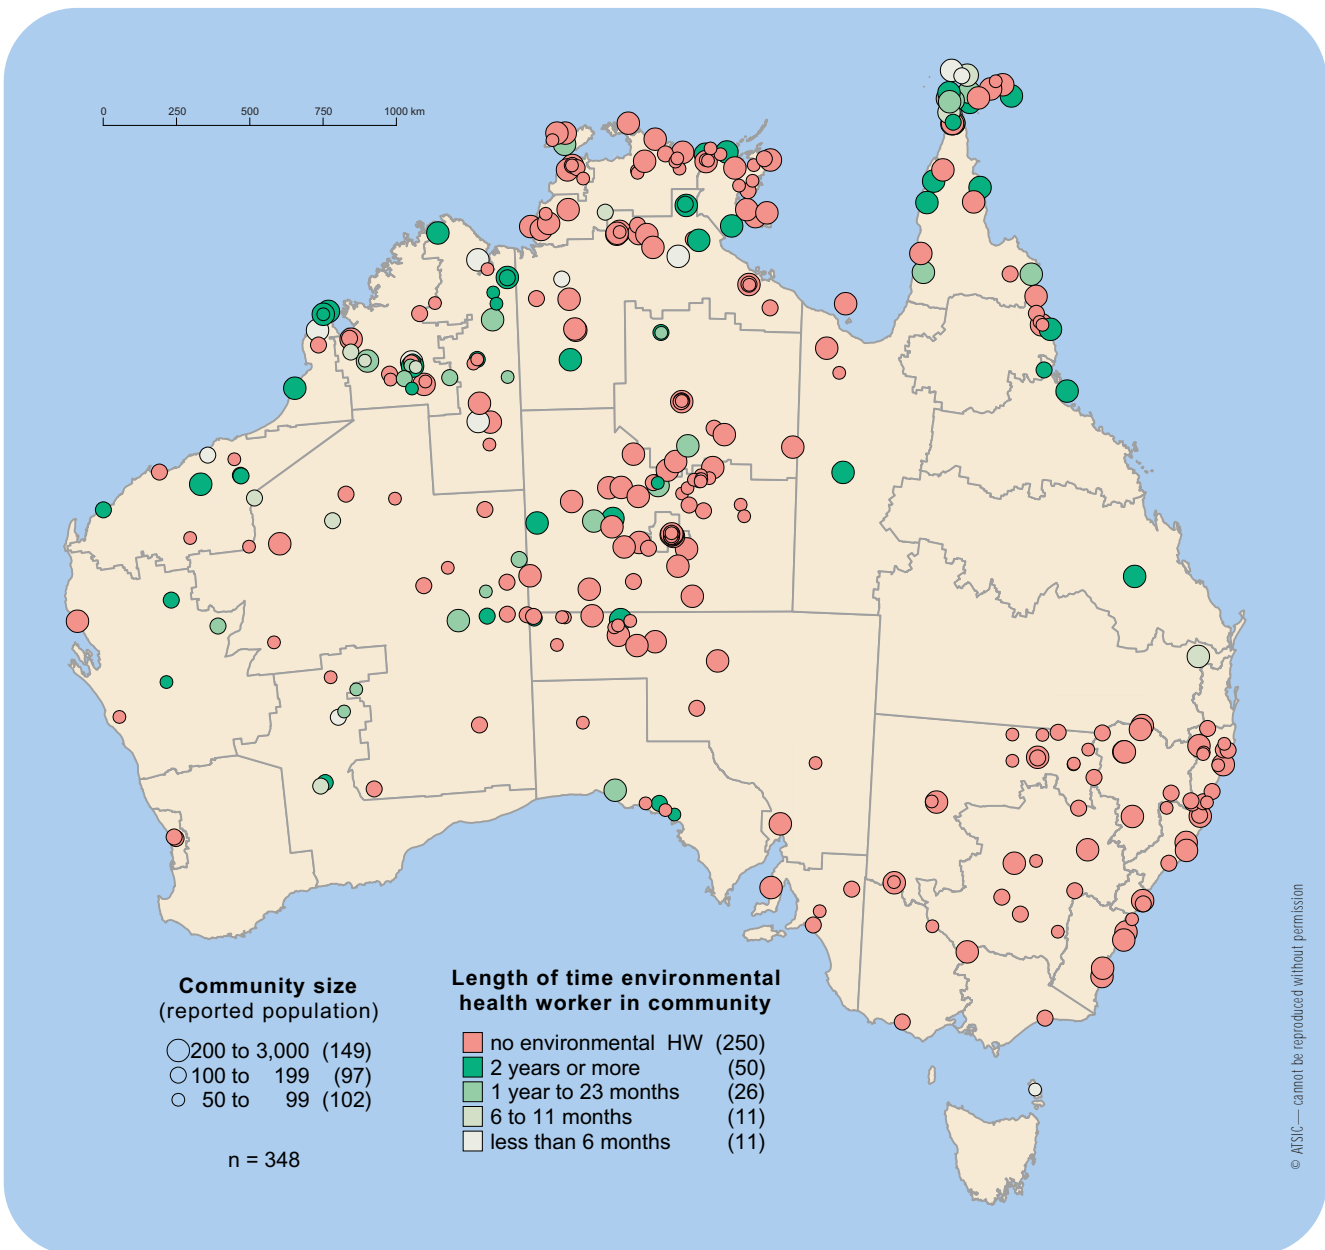 0 250 500 750 1000 km
Community size
(reported population)
200 to 3,000 (149)
100 to 199 (97)
50 to 99 (102)
n = 348
Length of time environmental
health worker in community
no environmental HW (250)
2 years or more (50)
1 year to 23 months (26)
6 to 11 months (11)
less than 6 months (11)
© ATSIC — cannot be reproduced without permission